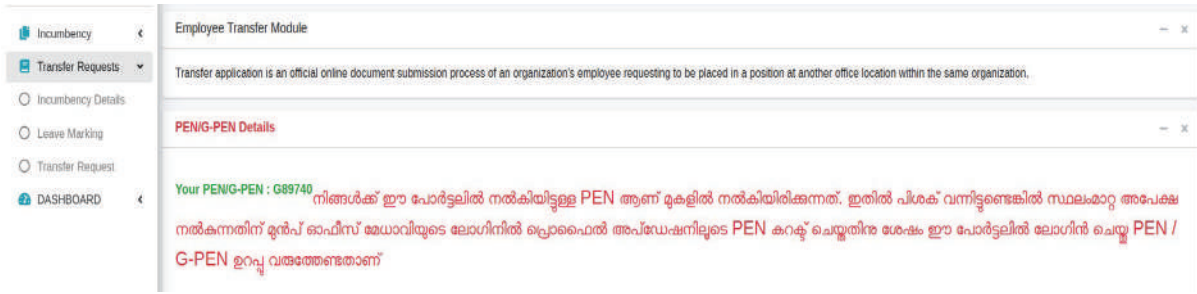 Incumbency
Transfer Requests
Incumbency Details
Leave Marking
Transfer Request
DASHBOARD
Employee Transfer Module
Transfer application is an official online document submission process of an organization's employee requesting to be placed in a position at another office location within the same organization.
PEN/G-PEN Details
Your PEN/G-PEN : G89740 നിങ്ങൾക്ക് ഈ പോർട്ടലിൽ നൽകിയിട്ടുള്ള PEN ആണ് മുകളിൽ നൽകിയിരിക്കുന്നത്. ഇതിൽ പിശക് വന്നിട്ടുണ്ടെങ്കിൽ സ്ഥലംമാറ്റ അപേക്ഷ
നൽകുന്നതിന് മുൻപ് ഓഫീസ് മേധാവിയുടെ ലോഗിനിൽ പ്രൊഫൈൽ അപ്ഡേഷനിലൂടെ PEN കറക്ട് ചെയ്തതിനു ശേഷം ഈ പോർട്ടലിൽ ലോഗിൻ ചെയ്തു PEN /
G-PEN ഉറപ്പു വരുത്തേണ്ടതാണ്